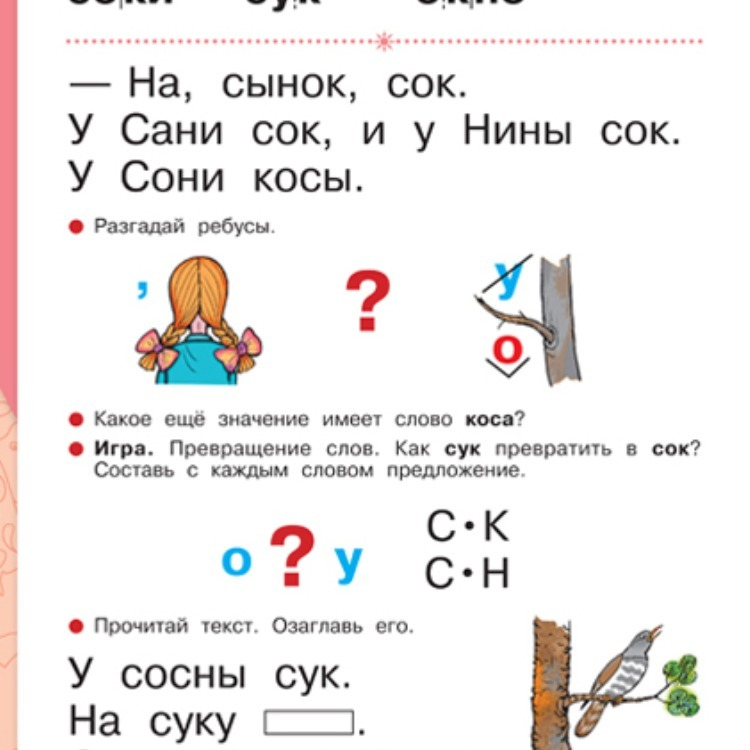 — На, сынок, сок.
У Сани сок, и у Нины сок.
У Сони косы.
Разгадай ребусы.
, ? у о
Какое ещё значение имеет слово коса?
Игра. Превращение слов. Как сук превратить в сок?
Составь с каждым словом предложение.
о ? у
С•К
С•Н
Прочитай текст. Озаглавь его.
У сосны сук.
На суку .